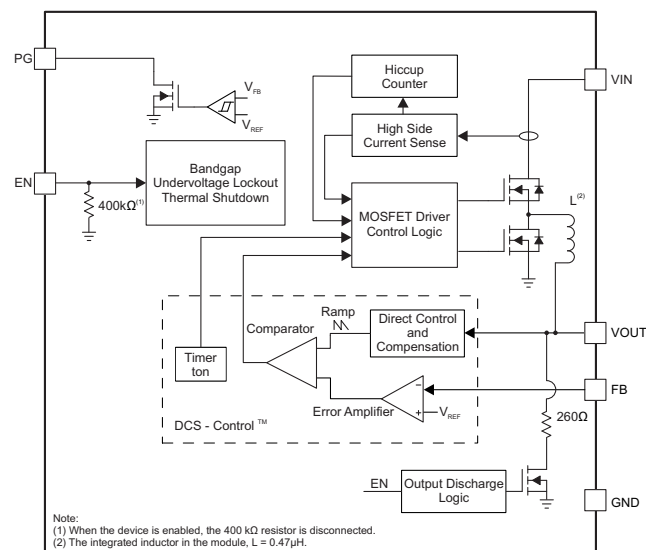 PG
V_FB
V_REF
Hiccup
Counter
VIN
High Side
Current Sense
EN
Bandgap
Undervoltage Lockout
Thermal Shutdown
400kΩ(1)
MOSFET Driver
Control Logic
L(2)
Ramp
Comparator
Direct Control
and
Compensation
VOUT
Timer
ton
−
+
V_REF
FB
Error Amplifier
260Ω
DCS - Control ™
EN
Output Discharge
Logic
GND
Note:
(1) When the device is enabled, the 400 kΩ resistor is disconnected.
(2) The integrated inductor in the module, L = 0.47µH.